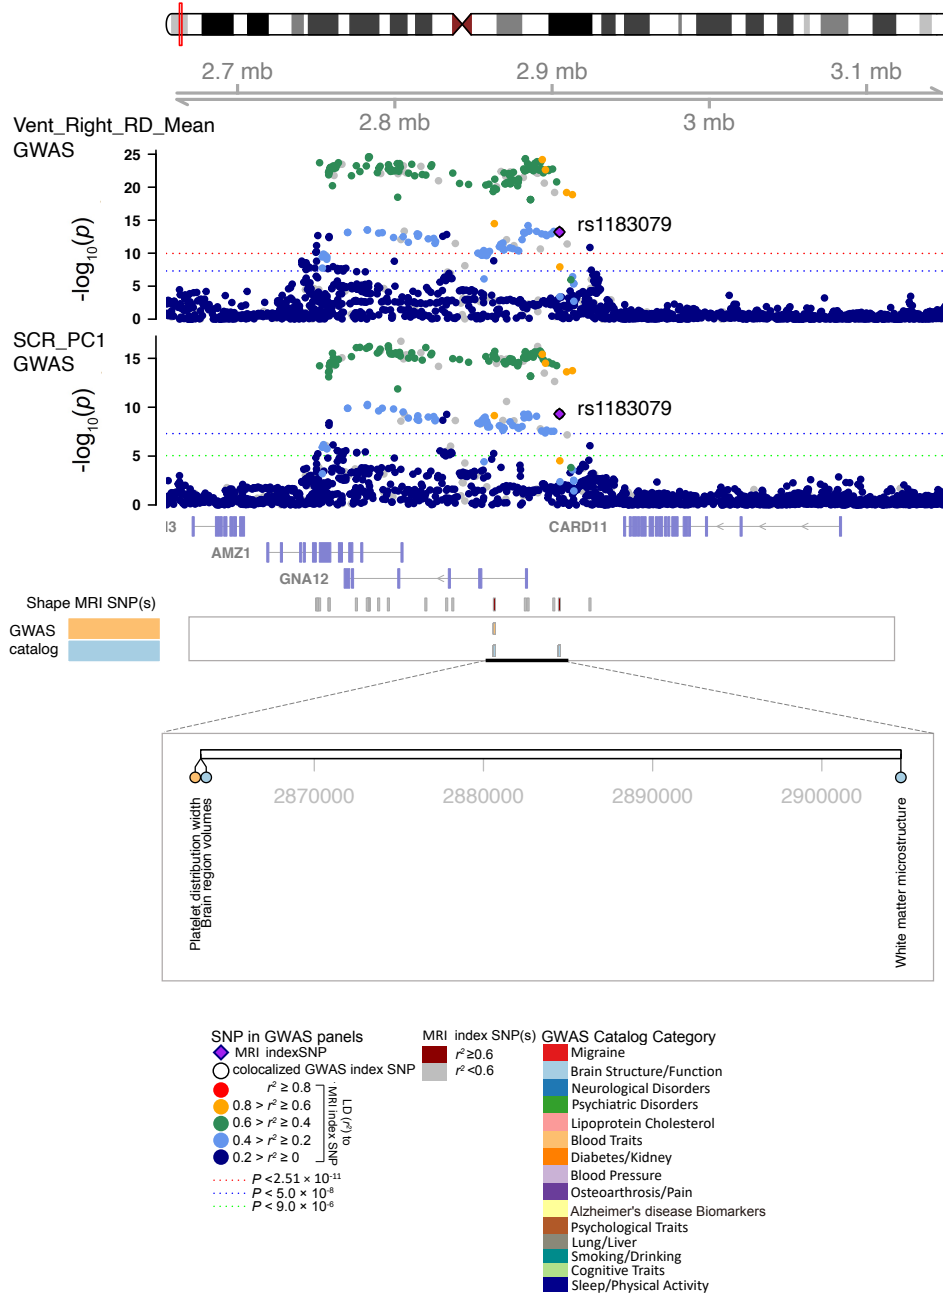 2.7 mb 2.9 mb 3.1 mb
2.8 mb 3 mb
Vent_Right_RD_Mean
GWAS
25
20
15
10
5
0
-log10(p)
rs1183079
SCR_PC1
GWAS
15
10
5
0
-log10(p)
rs1183079
I3
CARD11
AMZ1
GNA12
Shape MRI SNP(s)
GWAS
catalog
2870000 2880000 2890000 2900000
Platelet distribution width
Brain region volumes
White matter microstructure
SNP in GWAS panels
MRI indexSNP
colocalized GWAS index SNP
r² ≥ 0.8
0.8 > r² ≥ 0.6
0.6 > r² ≥ 0.4
0.4 > r² ≥ 0.2
0.2 > r² ≥ 0
LD (r²) to
MRI index SNP
P <2.51 × 10⁻¹¹
P < 5.0 × 10⁻⁸
P < 9.0 × 10⁻⁶
MRI index SNP(s)
r² ≥0.6
r² <0.6
GWAS Catalog Category
Migraine
Brain Structure/Function
Neurological Disorders
Psychiatric Disorders
Lipoprotein Cholesterol
Blood Traits
Diabetes/Kidney
Blood Pressure
Osteoarthrosis/Pain
Alzheimer's disease Biomarkers
Psychological Traits
Lung/Liver
Smoking/Drinking
Cognitive Traits
Sleep/Physical Activity